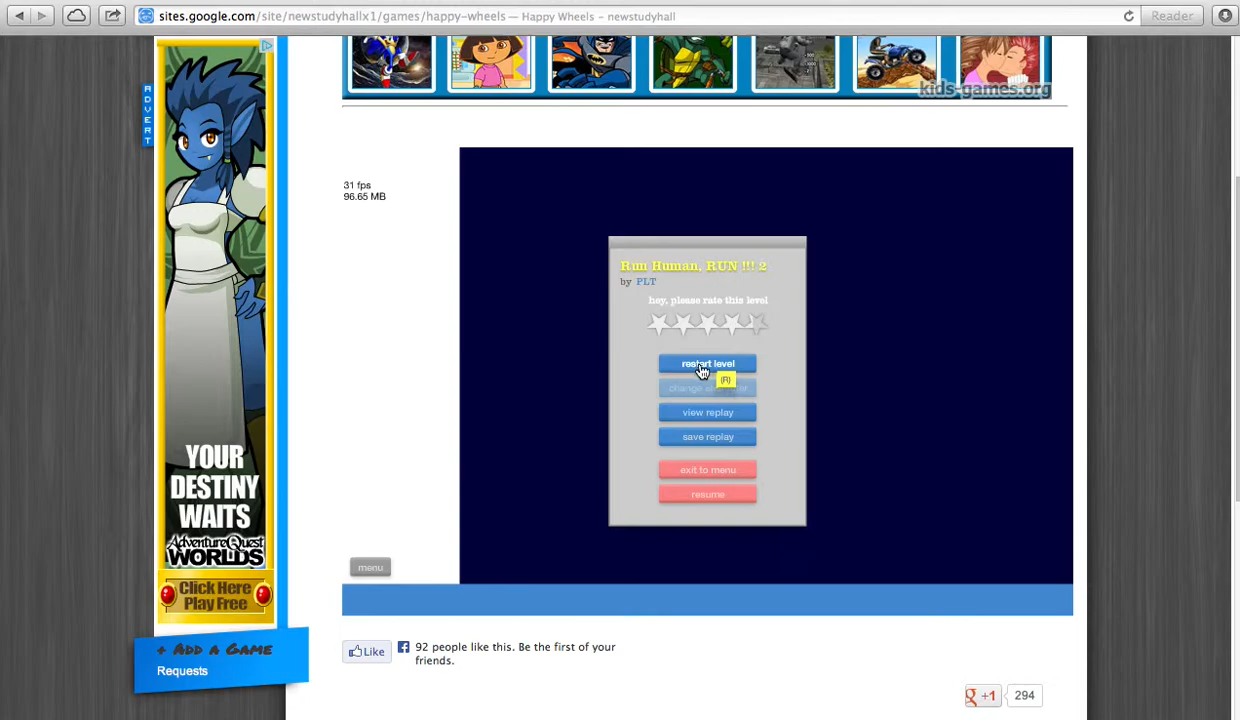 sites.google.com/site/newstudyhallx1/games/happy-wheels — Happy Wheels – newstudyhall
Reader
kids-games.org
ADVERT
31 fps
96.65 MB
Run Human, RUN !!! 2
by PLT
hey, please rate this level
restart level
(R)
view replay
save replay
exit to menu
resume
menu
YOUR
DESTINY
WAITS
AdventureQuest
WORLDS
Click Here
Play Free
+ ADD A GAME
Requests
Like
92 people like this. Be the first of your
friends.
+1
294